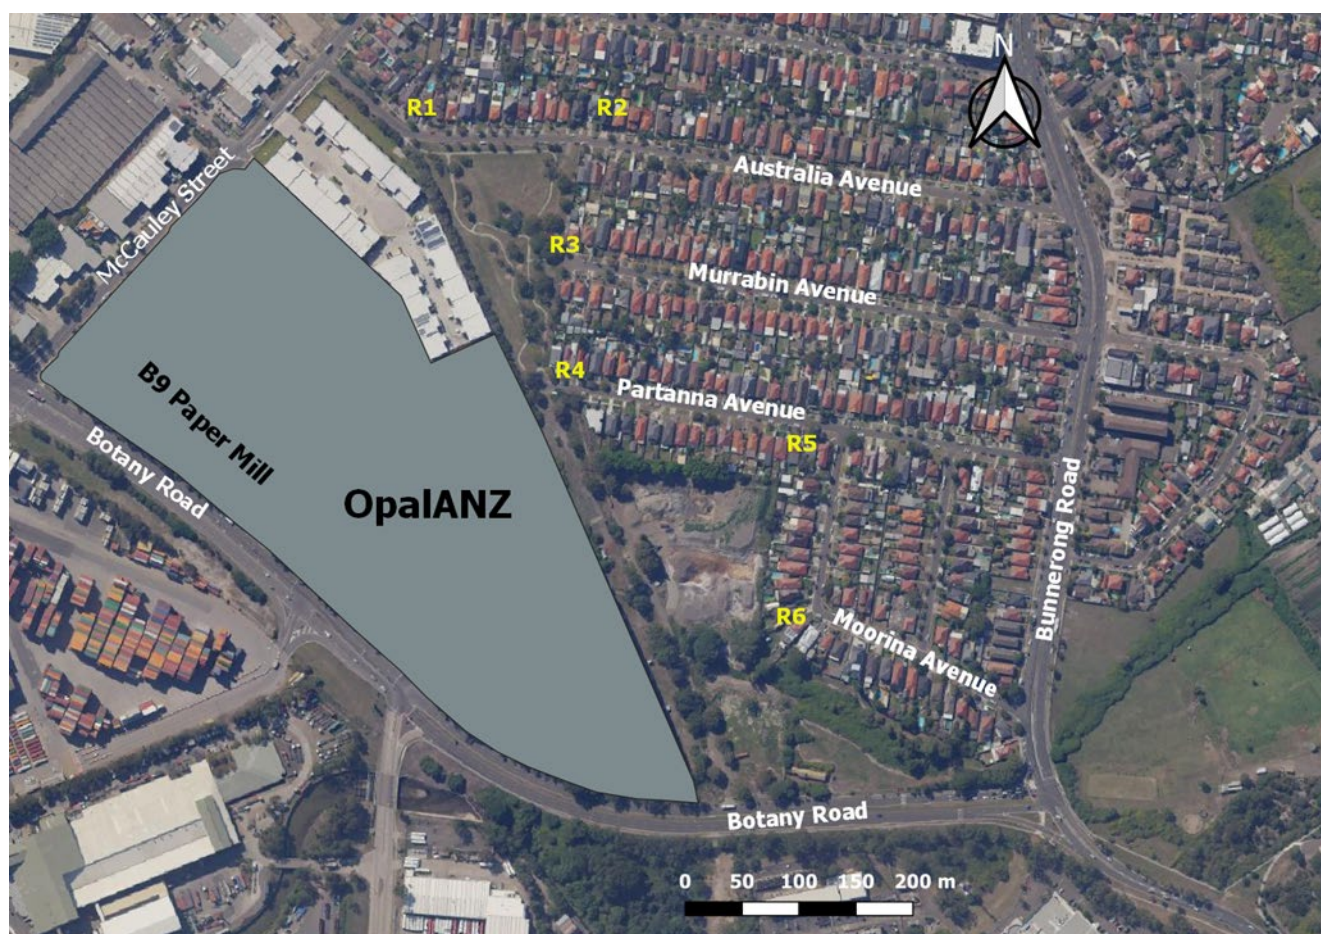 N
R1
R2
Australia Avenue
McCauley Street
R3
Murrabin Avenue
R4
Partanna Avenue
B9 Paper Mill
Botany Road
R5
OpalANZ
Bunnerong Road
R6
Moorina Avenue
Botany Road
0 50 100 150 200 m